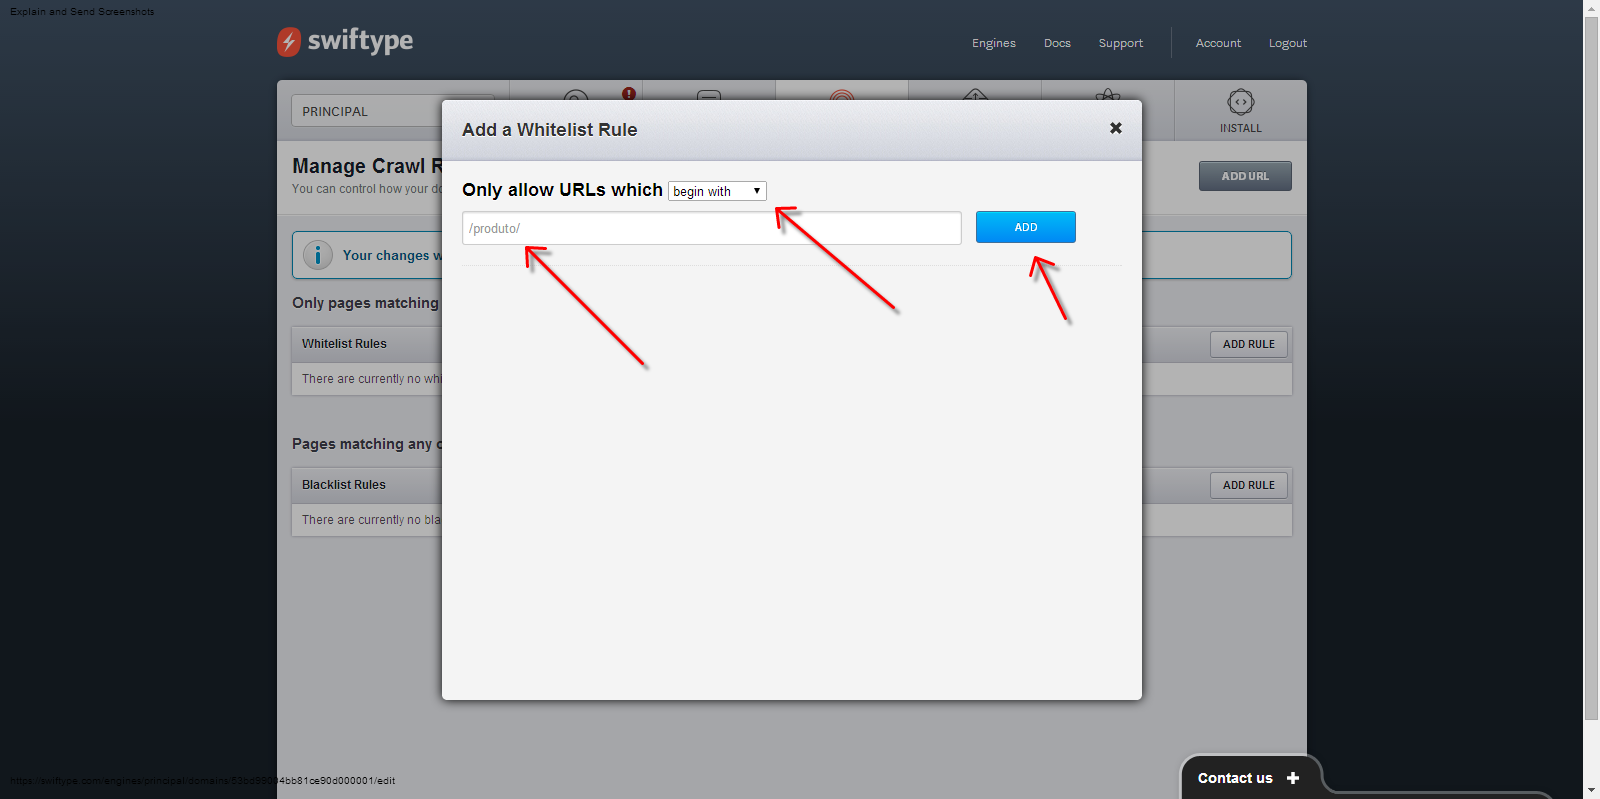 Explain and Send Screenshots
swiftype
Engines Docs Support Account Logout
PRINCIPAL
INSTALL
Add a Whitelist Rule
Manage Crawl R
You can control how your do
ADD URL
Only allow URLs which begin with
/produto/
ADD
Your changes w
Only pages matching
Whitelist Rules
ADD RULE
There are currently no whi
Pages matching any o
Blacklist Rules
ADD RULE
There are currently no bla
Contact us
https://swiftype.com/engines/principal/domains/53bd99004bb81ce90d000001/edit